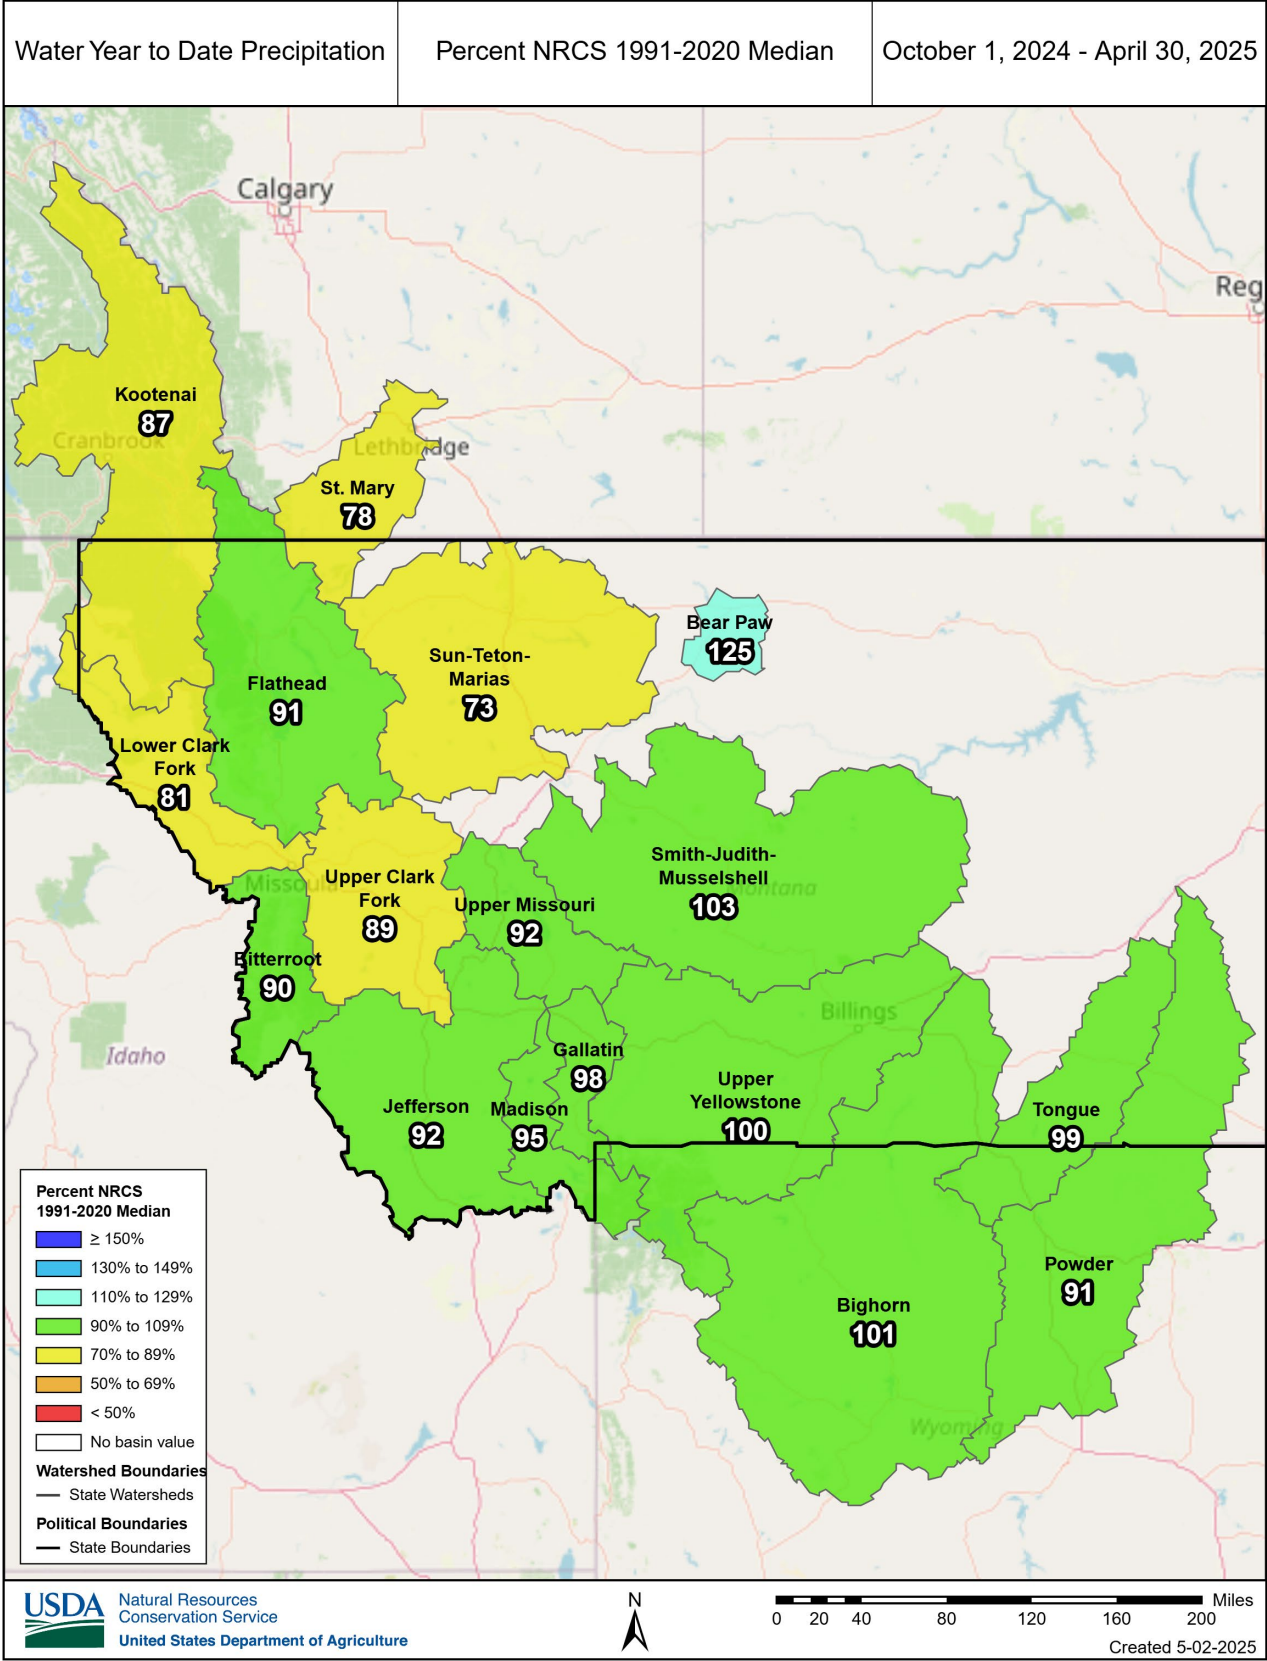 Water Year to Date Precipitation
Percent NRCS 1991-2020 Median
October 1, 2024 - April 30, 2025
Calgary
Reg
Kootenai
87
Cranbrook
Lethbridge
St. Mary
78
Bear Paw
125
Sun-Teton-
Marias
73
Flathead
91
Lower Clark
Fork
81
Smith-Judith-
Musselshell
Montana
103
Missoula
Upper Clark
Fork
89
Upper Missouri
92
Bitterroot
90
Billings
Idaho
Gallatin
98
Upper
Yellowstone
100
Jefferson
92
Madison
95
Tongue
99
Powder
91
Bighorn
101
Wyoming
Percent NRCS
1991-2020 Median
≥ 150%
130% to 149%
110% to 129%
90% to 109%
70% to 89%
50% to 69%
< 50%
No basin value
Watershed Boundaries
State Watersheds
Political Boundaries
State Boundaries
USDA
Natural Resources
Conservation Service
United States Department of Agriculture
N
0 20 40 80 120 160 200 Miles
Created 5-02-2025